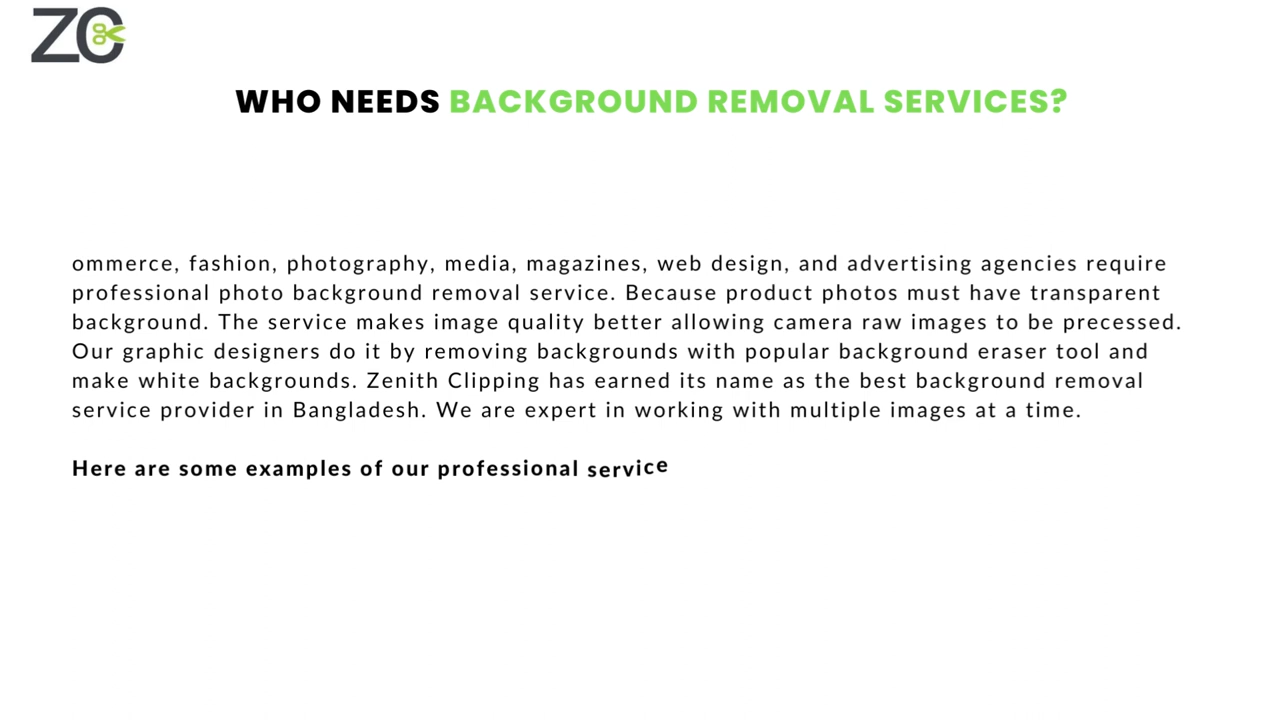 ZC
WHO NEEDS BACKGROUND REMOVAL SERVICES?
ommerce, fashion, photography, media, magazines, web design, and advertising agencies require
professional photo background removal service. Because product photos must have transparent
background. The service makes image quality better allowing camera raw images to be precessed.
Our graphic designers do it by removing backgrounds with popular background eraser tool and
make white backgrounds. Zenith Clipping has earned its name as the best background removal
service provider in Bangladesh. We are expert in working with multiple images at a time.
Here are some examples of our professional service